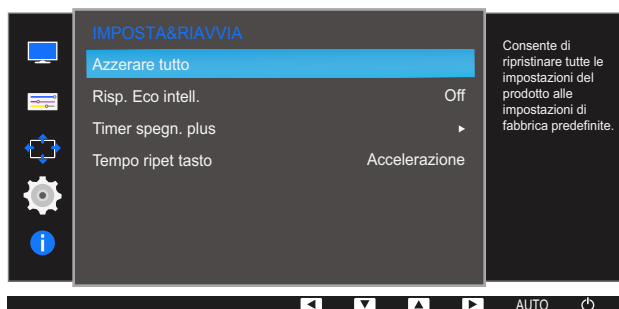 IMPOSTA&RIAVVIA
Azzerare tutto
Risp. Eco intell. Off
Timer spegn. plus
Tempo ripet tasto Accelerazione
Consente di
ripristinare tutte le
impostazioni del
prodotto alle
impostazioni di
fabbrica predefinite.
AUTO